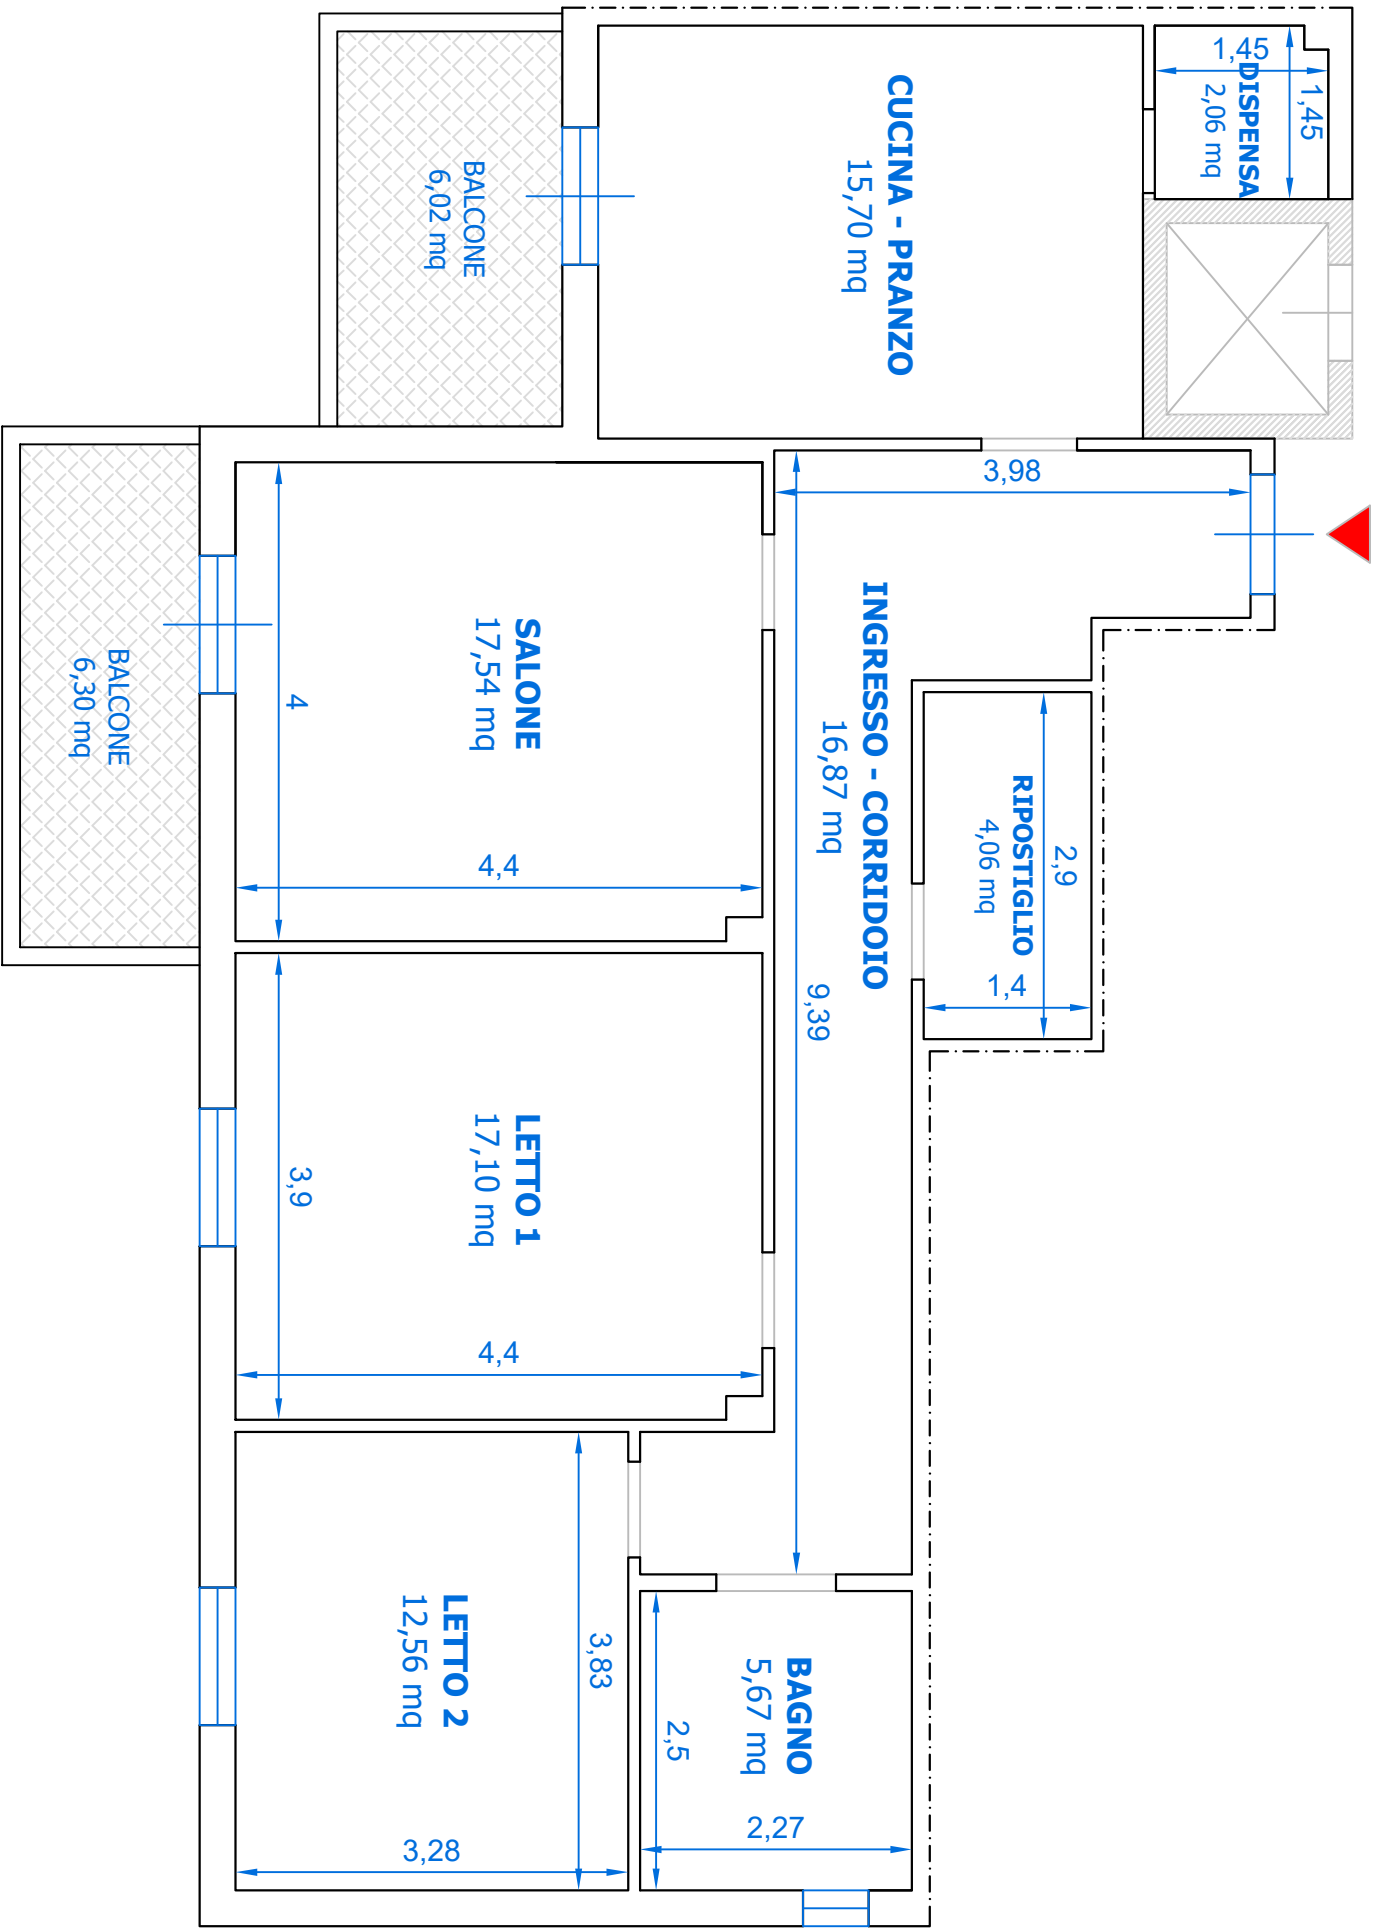 1,45
1,45
DISPENSA
2,06 mq
CUCINA - PRANZO
15,70 mq
BALCONE
6,02 mq
3,98
INGRESSO - CORRIDOIO
16,87 mq
9,39
RIPOSTIGLIO
4,06 mq
2,9
1,4
SALONE
17,54 mq
4
4,4
BALCONE
6,30 mq
LETTO 1
17,10 mq
3,9
4,4
LETTO 2
12,56 mq
3,83
3,28
BAGNO
5,67 mq
2,5
2,27